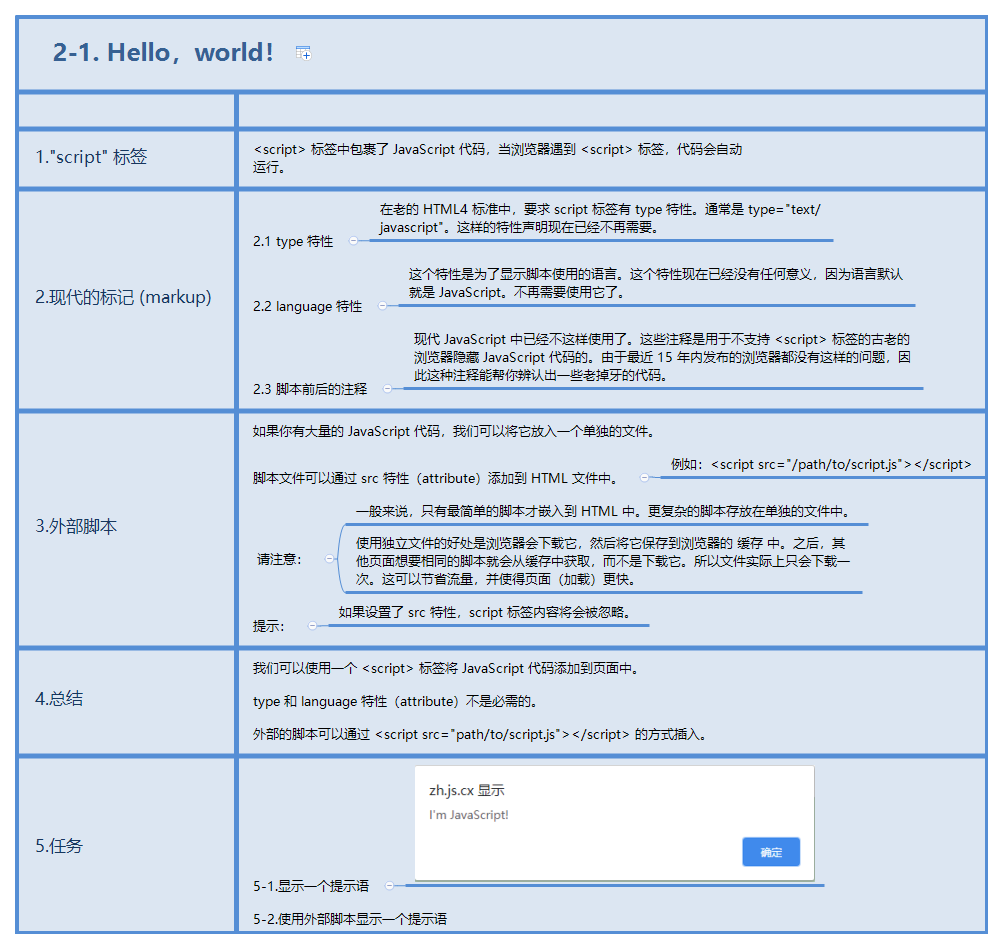 2-1. Hello，world！
1."script" 标签
<script> 标签中包裹了 JavaScript 代码，当浏览器遇到 <script> 标签，代码会自动
运行。
2.现代的标记 (markup)
2.1 type 特性
在老的 HTML4 标准中，要求 script 标签有 type 特性。通常是 type="text/
javascript"。这样的特性声明现在已经不再需要。
2.2 language 特性
这个特性是为了显示脚本使用的语言。这个特性现在已经没有任何意义，因为语言默认
就是 JavaScript。不再需要使用它了。
2.3 脚本前后的注释
现代 JavaScript 中已经不这样使用了。这些注释是用于不支持 <script> 标签的古老的
浏览器隐藏 JavaScript 代码的。由于最近 15 年内发布的浏览器都没有这样的问题，因
此这种注释能帮你辨认出一些老掉牙的代码。
3.外部脚本
如果你有大量的 JavaScript 代码，我们可以将它放入一个单独的文件。
脚本文件可以通过 src 特性（attribute）添加到 HTML 文件中。
例如：<script src="/path/to/script.js"></script>
请注意：
一般来说，只有最简单的脚本才嵌入到 HTML 中。更复杂的脚本存放在单独的文件中。
使用独立文件的好处是浏览器会下载它，然后将它保存到浏览器的 缓存 中。之后，其
他页面想要相同的脚本就会从缓存中获取，而不是下载它。所以文件实际上只会下载一
次。这可以节省流量，并使得页面（加载）更快。
提示：
如果设置了 src 特性，script 标签内容将会被忽略。
4.总结
我们可以使用一个 <script> 标签将 JavaScript 代码添加到页面中。
type 和 language 特性（attribute）不是必需的。
外部的脚本可以通过 <script src="path/to/script.js"></script> 的方式插入。
5.任务
5-1.显示一个提示语
zh.js.cx 显示
I'm JavaScript!
确定
5-2.使用外部脚本显示一个提示语